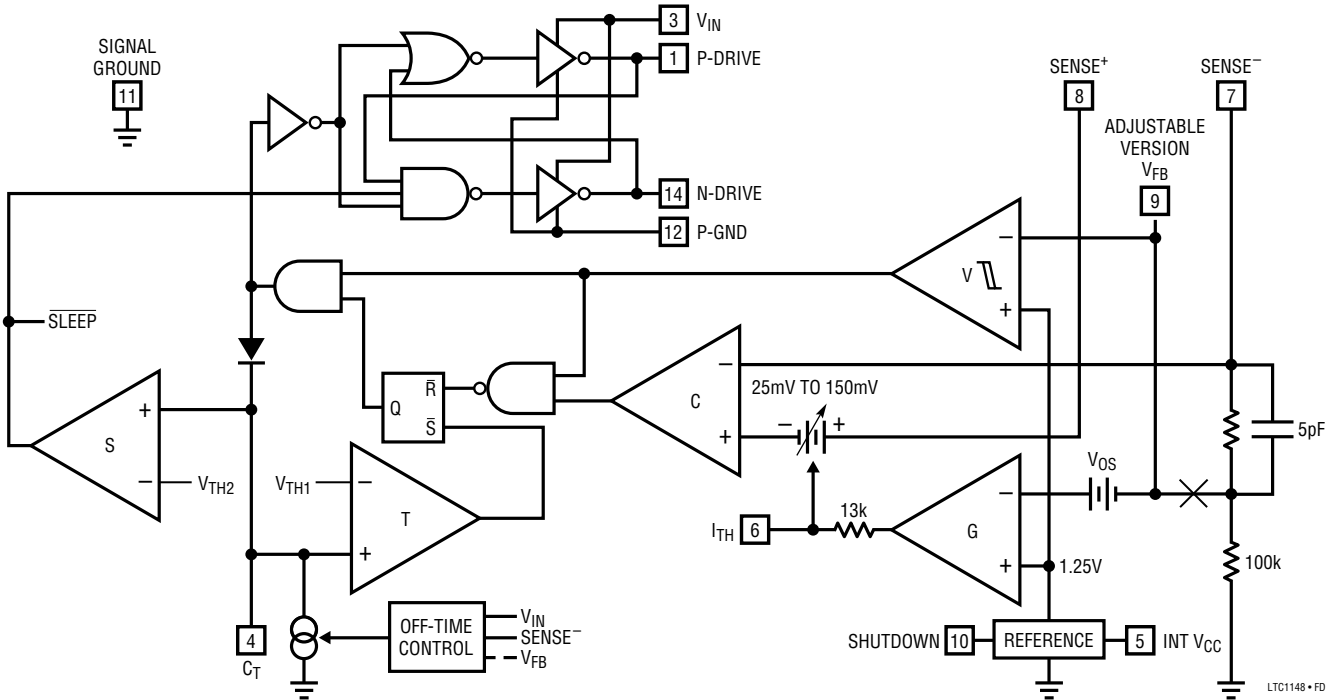 3 V_IN
SIGNAL
GROUND
11
1 P-DRIVE
SENSE⁺
8
SENSE⁻
7
ADJUSTABLE
VERSION
V_FB
9
14 N-DRIVE
12 P-GND
V
−
+
S̅L̅E̅E̅P̅
25mV TO 150mV
−
+
C
−
+
R̅
Q
S̅
5pF
S
+
−
V_TH2
V_TH1
−
T
+
V_OS
13k
I_TH 6
−
G
+
1.25V
100k
4
C_T
OFF-TIME
CONTROL
V_IN
SENSE⁻
V_FB
SHUTDOWN 10 REFERENCE 5 INT V_CC
LTC1148 • FD